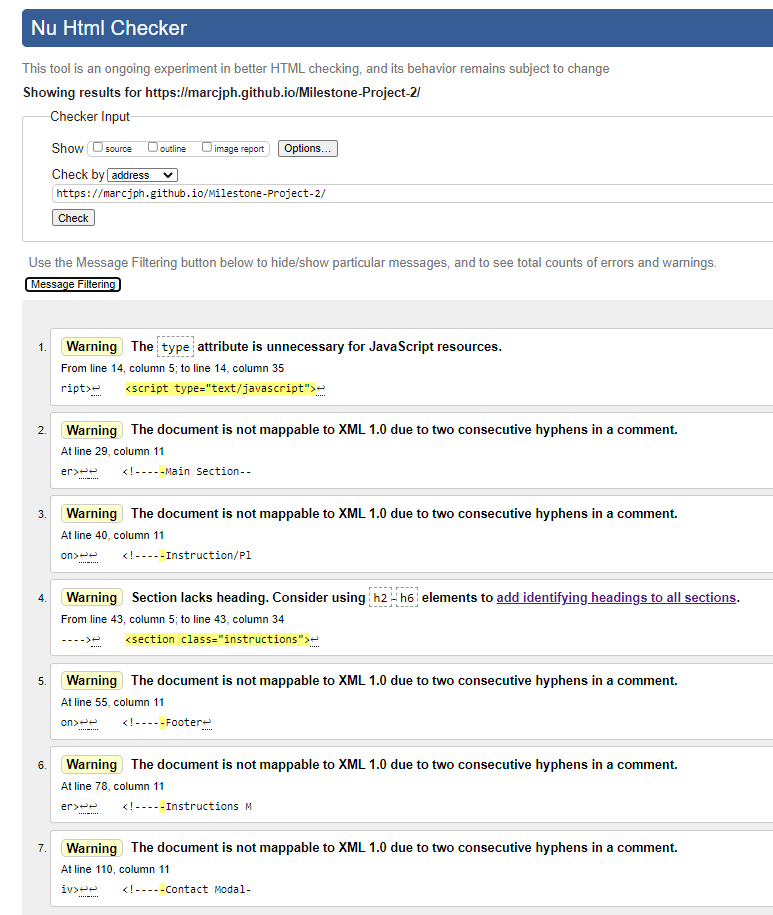 Nu Html Checker
This tool is an ongoing experiment in better HTML checking, and its behavior remains subject to change
Showing results for https://marcjph.github.io/Milestone-Project-2/
Checker Input
Show source outline image report Options...
Check by address
https://marcjph.github.io/Milestone-Project-2/
Check
Use the Message Filtering button below to hide/show particular messages, and to see total counts of errors and warnings.
Message Filtering
1. Warning The type attribute is unnecessary for JavaScript resources.
From line 14, column 5; to line 14, column 35
ript>↩ <script type="text/javascript">↩
2. Warning The document is not mappable to XML 1.0 due to two consecutive hyphens in a comment.
At line 29, column 11
er>↩↩ <!-----Main Section--
3. Warning The document is not mappable to XML 1.0 due to two consecutive hyphens in a comment.
At line 40, column 11
on>↩↩ <!-----Instruction/Pl
4. Warning Section lacks heading. Consider using h2-h6 elements to add identifying headings to all sections.
From line 43, column 5; to line 43, column 34
---->↩ <section class="instructions">↩
5. Warning The document is not mappable to XML 1.0 due to two consecutive hyphens in a comment.
At line 55, column 11
on>↩↩ <!-----Footer↩
6. Warning The document is not mappable to XML 1.0 due to two consecutive hyphens in a comment.
At line 78, column 11
er>↩↩ <!-----Instructions M
7. Warning The document is not mappable to XML 1.0 due to two consecutive hyphens in a comment.
At line 110, column 11
iv>↩↩ <!-----Contact Modal-